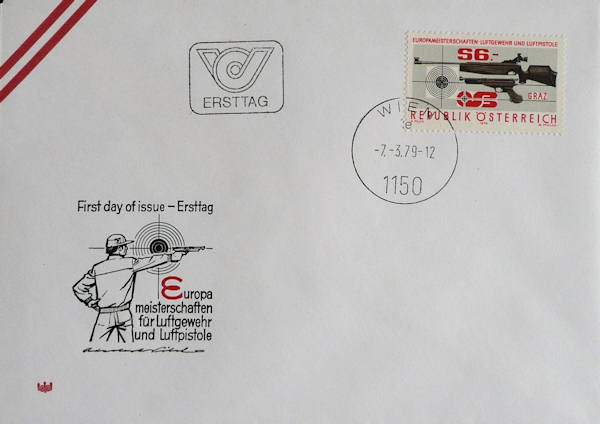 EUROPAMEISTERSCHAFTEN LUFTGEWEHR UND LUFTPISTOLE
S6.-
GRAZ
REPUBLIK ÖSTERREICH
1979
ERSTTAG
WIEN
e
-7.-3.79-12
1150
First day of issue – Ersttag
Europa
meisterschaften
für Luftgewehr
und Luftpistole